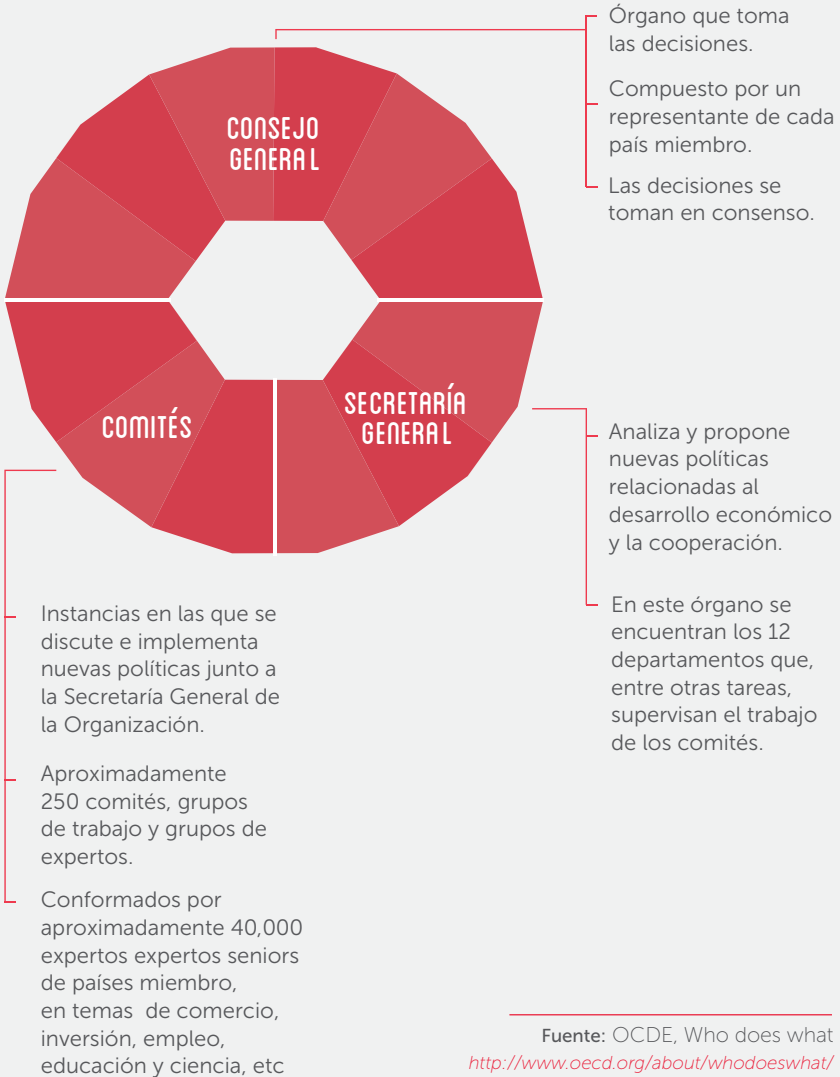 CONSEJO
GENERAL
Órgano que toma
las decisiones.
Compuesto por un
representante de cada
país miembro.
Las decisiones se
toman en consenso.
SECRETARÍA
GENERAL
Analiza y propone
nuevas políticas
relacionadas al
desarrollo económico
y la cooperación.
En este órgano se
encuentran los 12
departamentos que,
entre otras tareas,
supervisan el trabajo
de los comités.
COMITÉS
Instancias en las que se
discute e implementa
nuevas políticas junto a
la Secretaría General de
la Organización.
Aproximadamente
250 comités, grupos
de trabajo y grupos de
expertos.
Conformados por
aproximadamente 40,000
expertos expertos seniors
de países miembro,
en temas de comercio,
inversión, empleo,
educación y ciencia, etc
Fuente: OCDE, Who does what
http://www.oecd.org/about/whodoeswhat/